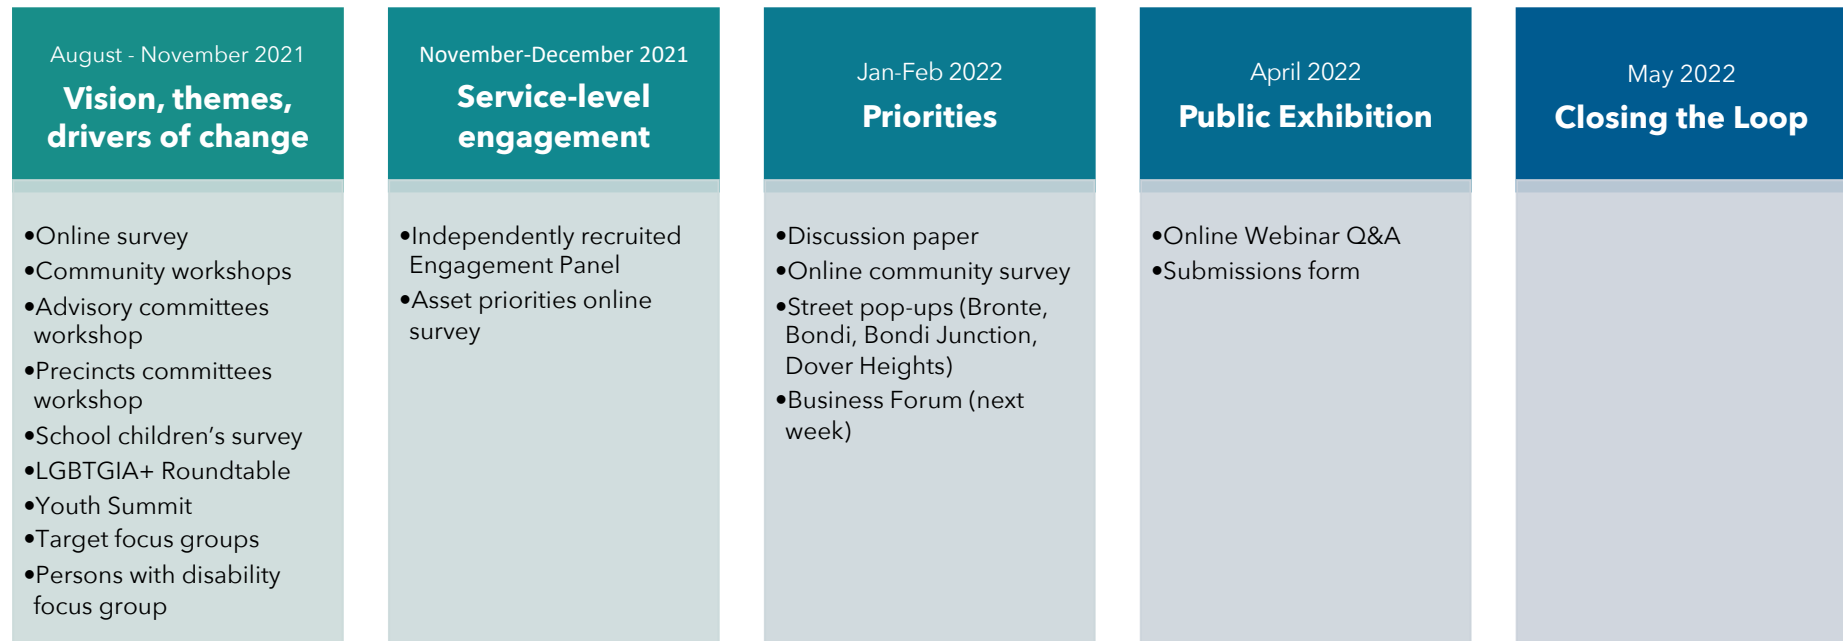 August - November 2021
Vision, themes,
drivers of change
•Online survey
•Community workshops
•Advisory committees
workshop
•Precincts committees
workshop
•School children’s survey
•LGBTGIA+ Roundtable
•Youth Summit
•Target focus groups
•Persons with disability
focus group
November-December 2021
Service-level
engagement
•Independently recruited
Engagement Panel
•Asset priorities online
survey
Jan-Feb 2022
Priorities
•Discussion paper
•Online community survey
•Street pop-ups (Bronte,
Bondi, Bondi Junction,
Dover Heights)
•Business Forum (next
week)
April 2022
Public Exhibition
•Online Webinar Q&A
•Submissions form
May 2022
Closing the Loop